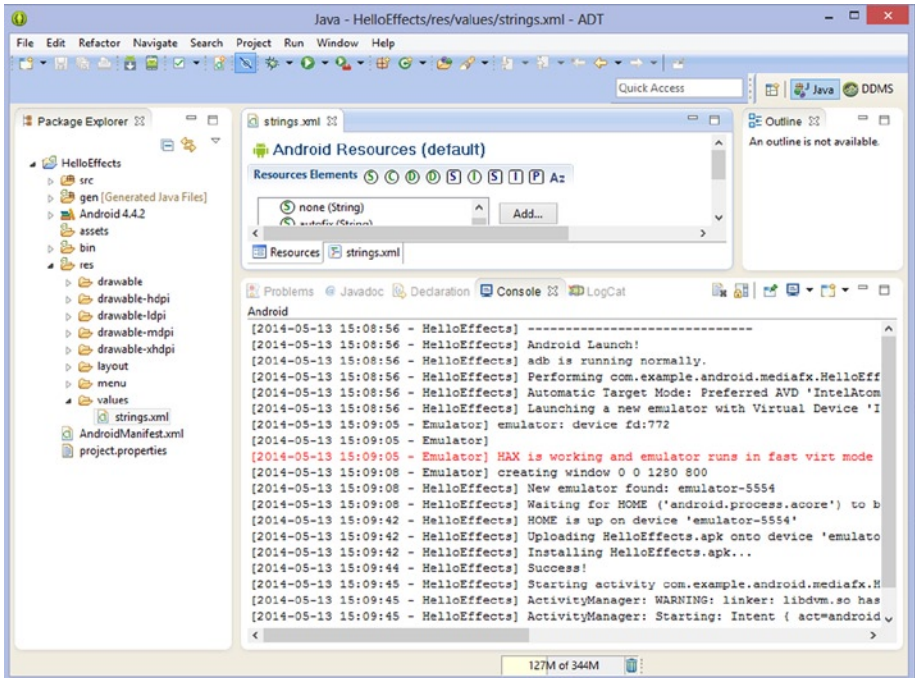 Java - HelloEffects/res/values/strings.xml - ADT
File Edit Refactor Navigate Search Project Run Window Help
Quick Access
Java
DDMS
Package Explorer
HelloEffects
src
gen [Generated Java Files]
Android 4.4.2
assets
bin
res
drawable
drawable-hdpi
drawable-ldpi
drawable-mdpi
drawable-xhdpi
layout
menu
values
strings.xml
AndroidManifest.xml
project.properties
strings.xml
Android Resources (default)
Resources Elements S C D D S I S I P Az
none (String)
autofix (String)
Add...
Resources strings.xml
Outline
An outline is not available.
Problems @ Javadoc Declaration Console LogCat
Android
[2014-05-13 15:08:56 - HelloEffects] ------------------------------
[2014-05-13 15:08:56 - HelloEffects] Android Launch!
[2014-05-13 15:08:56 - HelloEffects] adb is running normally.
[2014-05-13 15:08:56 - HelloEffects] Performing com.example.android.mediafx.HelloEff
[2014-05-13 15:08:56 - HelloEffects] Automatic Target Mode: Preferred AVD 'IntelAtom
[2014-05-13 15:08:56 - HelloEffects] Launching a new emulator with Virtual Device 'I
[2014-05-13 15:09:05 - Emulator] emulator: device fd:772
[2014-05-13 15:09:05 - Emulator]
[2014-05-13 15:09:05 - Emulator] HAX is working and emulator runs in fast virt mode
[2014-05-13 15:09:08 - Emulator] creating window 0 0 1280 800
[2014-05-13 15:09:08 - HelloEffects] New emulator found: emulator-5554
[2014-05-13 15:09:08 - HelloEffects] Waiting for HOME ('android.process.acore') to b
[2014-05-13 15:09:42 - HelloEffects] HOME is up on device 'emulator-5554'
[2014-05-13 15:09:42 - HelloEffects] Uploading HelloEffects.apk onto device 'emulato
[2014-05-13 15:09:42 - HelloEffects] Installing HelloEffects.apk...
[2014-05-13 15:09:44 - HelloEffects] Success!
[2014-05-13 15:09:45 - HelloEffects] Starting activity com.example.android.mediafx.H
[2014-05-13 15:09:45 - HelloEffects] ActivityManager: WARNING: linker: libdvm.so has
[2014-05-13 15:09:45 - HelloEffects] ActivityManager: Starting: Intent { act=android
127M of 344M